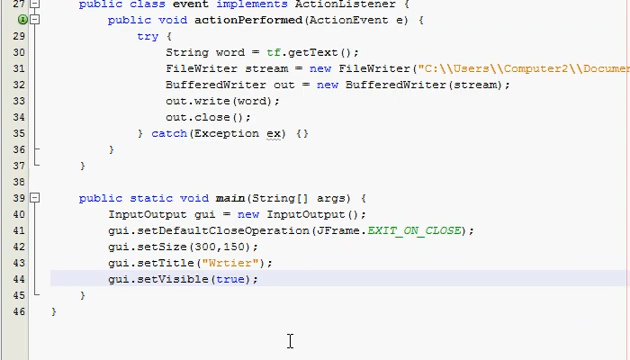 27 public class event implements ActionListener {
28 public void actionPerformed(ActionEvent e) {
29 try {
30 String word = tf.getText();
31 FileWriter stream = new FileWriter("C:\\Users\\Computer2\\Documen
32 BufferedWriter out = new BufferedWriter(stream);
33 out.write(word);
34 out.close();
35 } catch(Exception ex) {}
36 }
37 }
38
39 public static void main(String[] args) {
40 InputOutput gui = new InputOutput();
41 gui.setDefaultCloseOperation(JFrame.EXIT_ON_CLOSE);
42 gui.setSize(300,150);
43 gui.setTitle("Wrtier");
44 gui.setVisible(true);
45 }
46 }